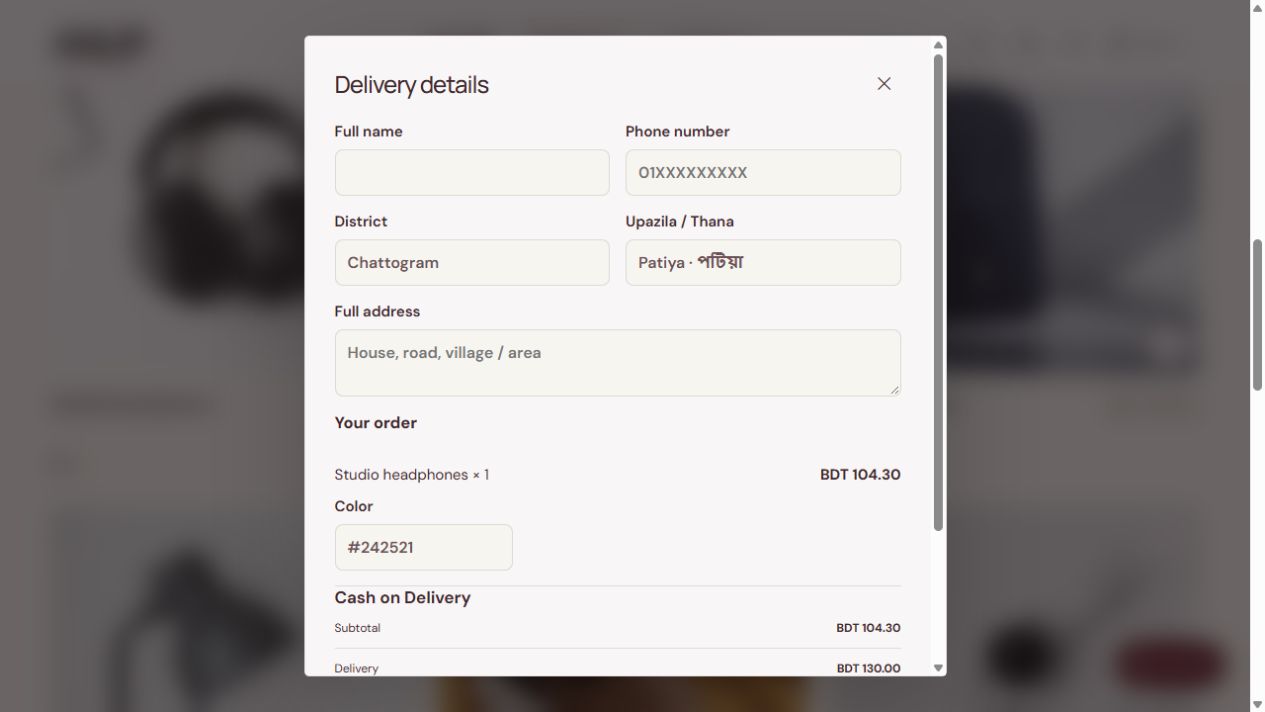 Delivery details
Full name
Phone number
01XXXXXXXXX
District
Upazila / Thana
Chattogram
Patiya · পটিয়া
Full address
House, road, village / area
Your order
Studio headphones × 1
BDT 104.30
Color
#242521
Cash on Delivery
Subtotal
BDT 104.30
Delivery
BDT 130.00